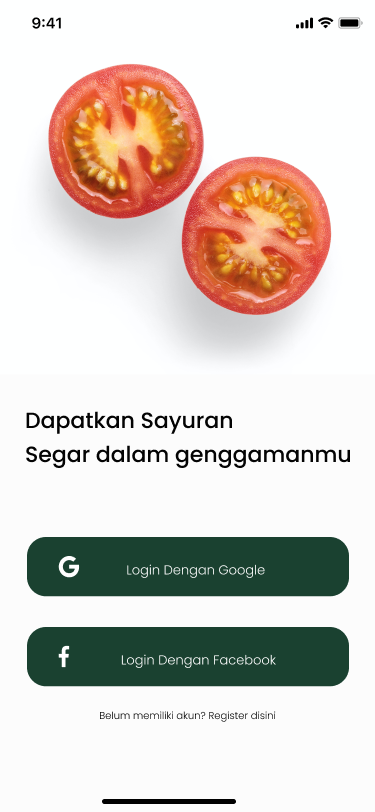 9:41
Dapatkan Sayuran
Segar dalam genggamanmu
Login Dengan Google
Login Dengan Facebook
Belum memiliki akun? Register disini